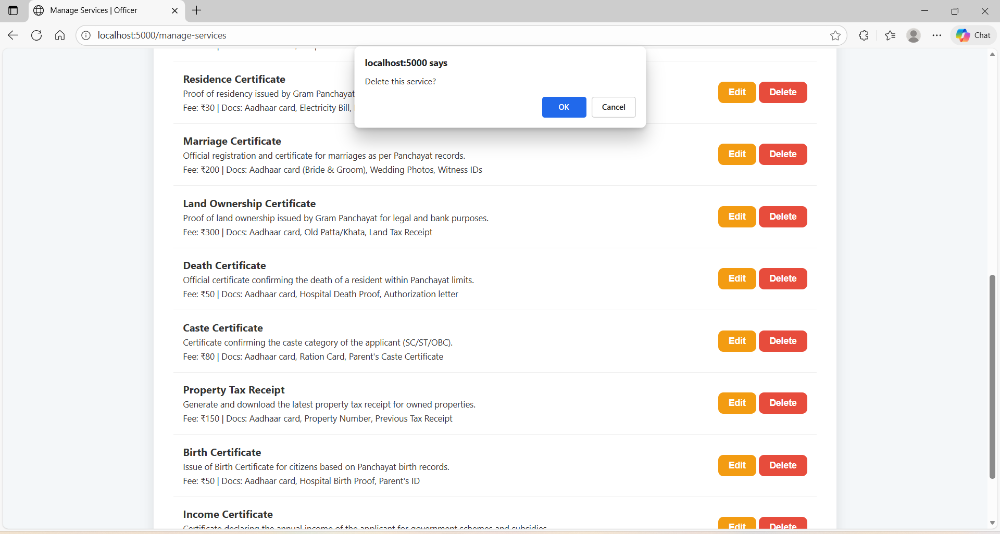 Manage Services | Officer
localhost:5000/manage-services
Chat
localhost:5000 says
Delete this service?
OK
Cancel
Residence Certificate
Proof of residency issued by Gram Panchayat
Fee: ₹30 | Docs: Aadhaar card, Electricity Bill,
Edit
Delete
Marriage Certificate
Official registration and certificate for marriages as per Panchayat records.
Fee: ₹200 | Docs: Aadhaar card (Bride & Groom), Wedding Photos, Witness IDs
Edit
Delete
Land Ownership Certificate
Proof of land ownership issued by Gram Panchayat for legal and bank purposes.
Fee: ₹300 | Docs: Aadhaar card, Old Patta/Khata, Land Tax Receipt
Edit
Delete
Death Certificate
Official certificate confirming the death of a resident within Panchayat limits.
Fee: ₹50 | Docs: Aadhaar card, Hospital Death Proof, Authorization letter
Edit
Delete
Caste Certificate
Certificate confirming the caste category of the applicant (SC/ST/OBC).
Fee: ₹80 | Docs: Aadhaar card, Ration Card, Parent's Caste Certificate
Edit
Delete
Property Tax Receipt
Generate and download the latest property tax receipt for owned properties.
Fee: ₹150 | Docs: Aadhaar card, Property Number, Previous Tax Receipt
Edit
Delete
Birth Certificate
Issue of Birth Certificate for citizens based on Panchayat birth records.
Fee: ₹50 | Docs: Aadhaar card, Hospital Birth Proof, Parent's ID
Edit
Delete
Income Certificate
Certificate declaring the annual income of the applicant for government schemes and subsidies
Edit
Delete